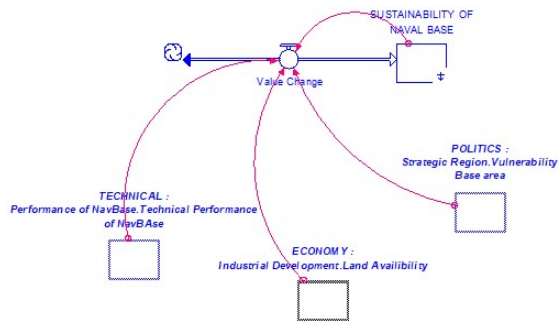 SUSTAINABILITY OF
NAVAL BASE
Value Change
POLITICS :
Strategic Region.Vulnerability
Base area
TECHNICAL :
Performance of NavBase.Technical Performance
of NavBAse
ECONOMY :
Industrial Development.Land Availibility